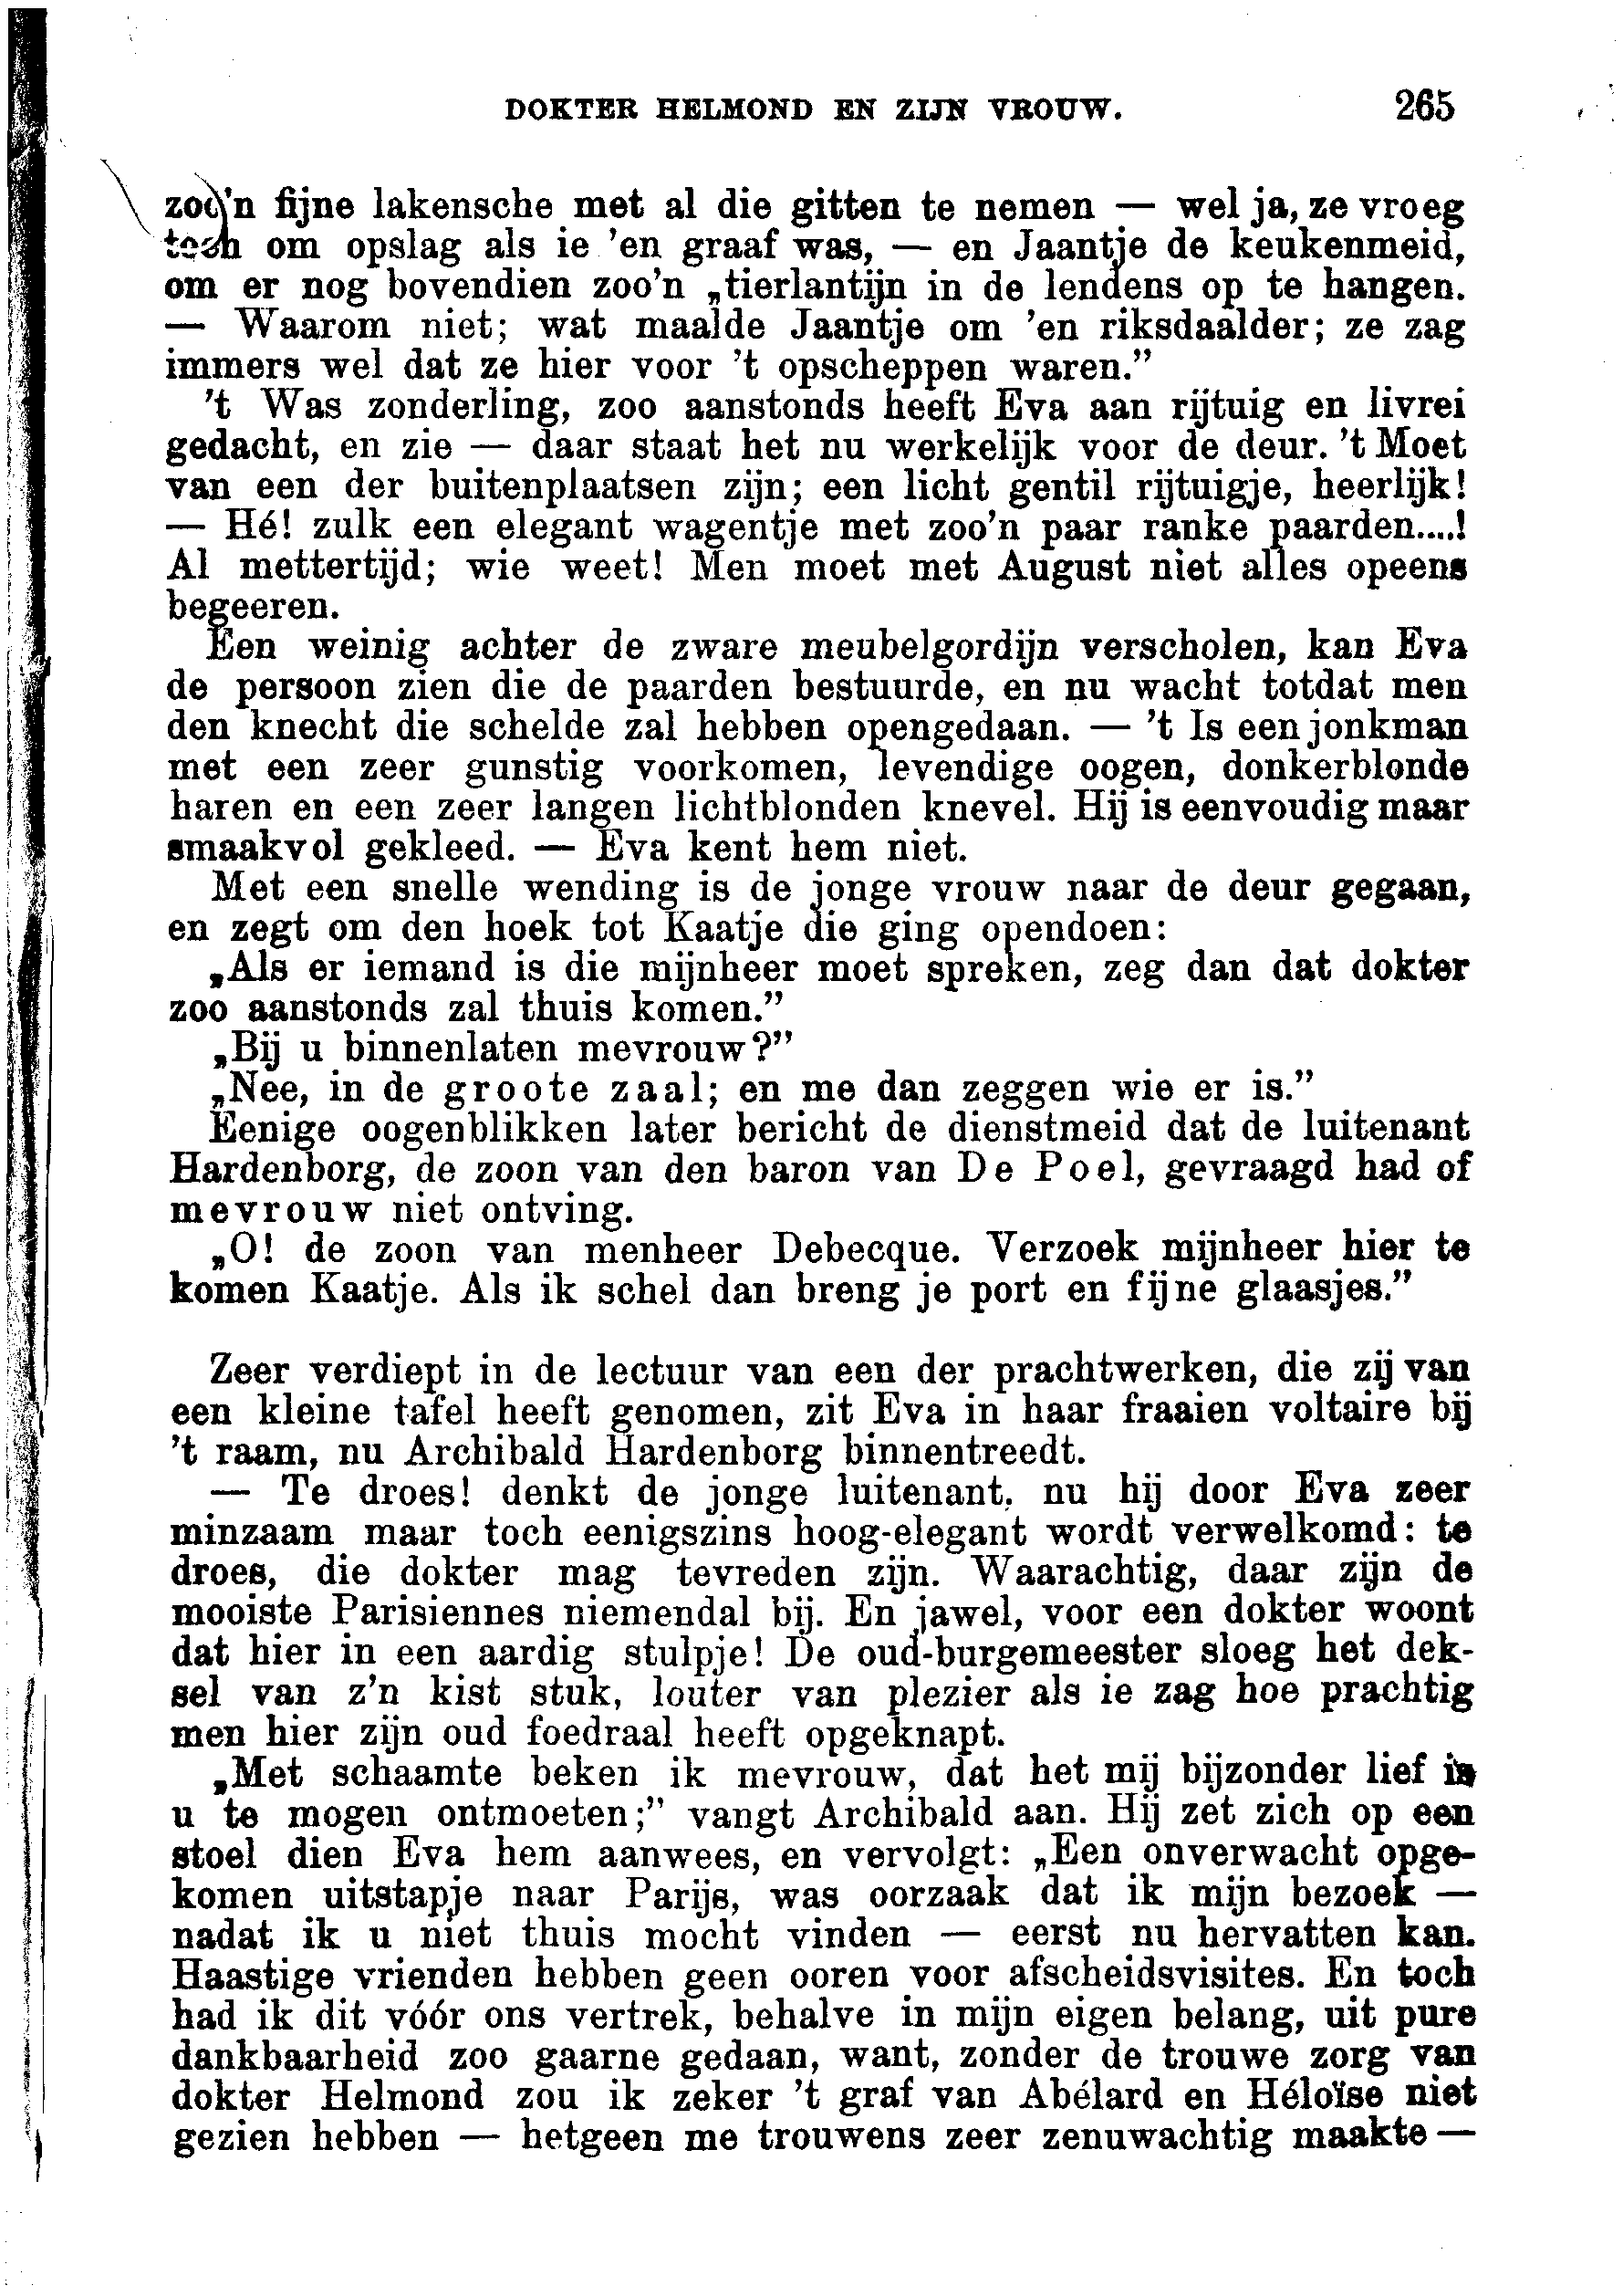 DOKTER HELMOND EN ZIJN VROUW. 265
zoo'n fijne lakensche met al die gitten te nemen — wel ja, ze vroeg
toch om opslag als ie 'en graaf was, — en Jaantje de keukenmeid,
om er nog bovendien zoo'n „tierlantijn in de lendens op te hangen.
— Waarom niet; wat maalde Jaantje om 'en riksdaalder; ze zag
immers wel dat ze hier voor 't opscheppen waren.”
't Was zonderling, zoo aanstonds heeft Eva aan rijtuig en livrei
gedacht, en zie — daar staat het nu werkelijk voor de deur. 't Moet
van een der buitenplaatsen zijn; een licht gentil rijtuigje, heerlijk!
— Hé! zulk een elegant wagentje met zoo'n paar ranke paarden....!
Al mettertijd; wie weet! Men moet met August niet alles opeens
begeeren.
Een weinig achter de zware meubelgordijn verscholen, kan Eva
de persoon zien die de paarden bestuurde, en nu wacht totdat men
den knecht die schelde zal hebben opengedaan. — 't Is een jonkman
met een zeer gunstig voorkomen, levendige oogen, donkerblonde
haren en een zeer langen lichtblonden knevel. Hij is eenvoudig maar
smaakvol gekleed. — Eva kent hem niet.
Met een snelle wending is de jonge vrouw naar de deur gegaan,
en zegt om den hoek tot Kaatje die ging opendoen:
„Als er iemand is die mijnheer moet spreken, zeg dan dat dokter
zoo aanstonds zal thuis komen.”
„Bij u binnenlaten mevrouw?”
„Nee, in de groote zaal; en me dan zeggen wie er is.”
Eenige oogenblikken later bericht de dienstmeid dat de luitenant
Hardenborg, de zoon van den baron van De Poel, gevraagd had of
mevrouw niet ontving.
„O! de zoon van menheer Debecque. Verzoek mijnheer hier te
komen Kaatje. Als ik schel dan breng je port en fijne glaasjes.”
Zeer verdiept in de lectuur van een der prachtwerken, die zij van
een kleine tafel heeft genomen, zit Eva in haar fraaien voltaire bij
't raam, nu Archibald Hardenborg binnentreedt.
— Te droes! denkt de jonge luitenant, nu hij door Eva zeer
minzaam maar toch eenigszins hoog-elegant wordt verwelkomd: te
droes, die dokter mag tevreden zijn. Waarachtig, daar zijn de
mooiste Parisiennes niemendal bij. En jawel, voor een dokter woont
dat hier in een aardig stulpje! De oud-burgemeester sloeg het dek-
sel van z'n kist stuk, louter van plezier als ie zag hoe prachtig
men hier zijn oud foedraal heeft opgeknapt.
„Met schaamte beken ik mevrouw, dat het mij bijzonder lief is
u te mogen ontmoeten;” vangt Archibald aan. Hij zet zich op een
stoel dien Eva hem aanwees, en vervolgt: „Een onverwacht opge-
komen uitstapje naar Parijs, was oorzaak dat ik mijn bezoek —
nadat ik u niet thuis mocht vinden — eerst nu hervatten kan.
Haastige vrienden hebben geen ooren voor afscheidsvisites. En toch
had ik dit vóór ons vertrek, behalve in mijn eigen belang, uit pure
dankbaarheid zoo gaarne gedaan, want, zonder de trouwe zorg van
dokter Helmond zou ik zeker 't graf van Abélard en Héloïse niet
gezien hebben — hetgeen me trouwens zeer zenuwachtig maakte —